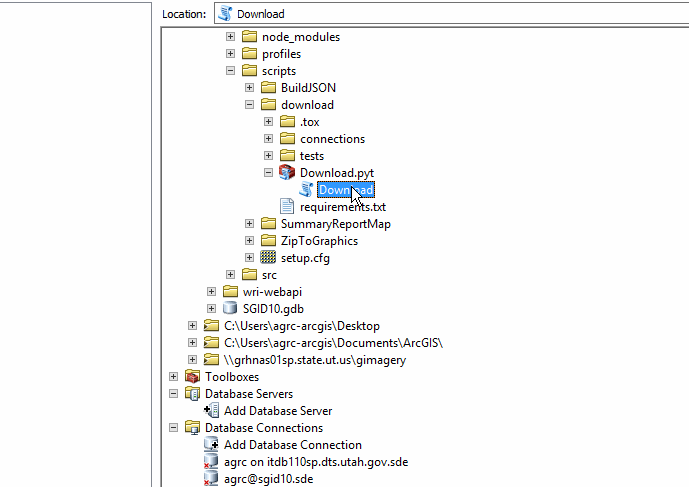 Location: Download
node_modules
profiles
scripts
BuildJSON
download
.tox
connections
tests
Download.pyt
Download
requirements.txt
SummaryReportMap
ZipToGraphics
setup.cfg
src
wri-webapi
SGID10.gdb
C:\Users\agrc-arcgis\Desktop
C:\Users\agrc-arcgis\Documents\ArcGIS\
\\grhnas01sp.state.ut.us\gimagery
Toolboxes
Database Servers
Add Database Server
Database Connections
Add Database Connection
agrc on itdb110sp.dts.utah.gov.sde
agrc@sgid10.sde